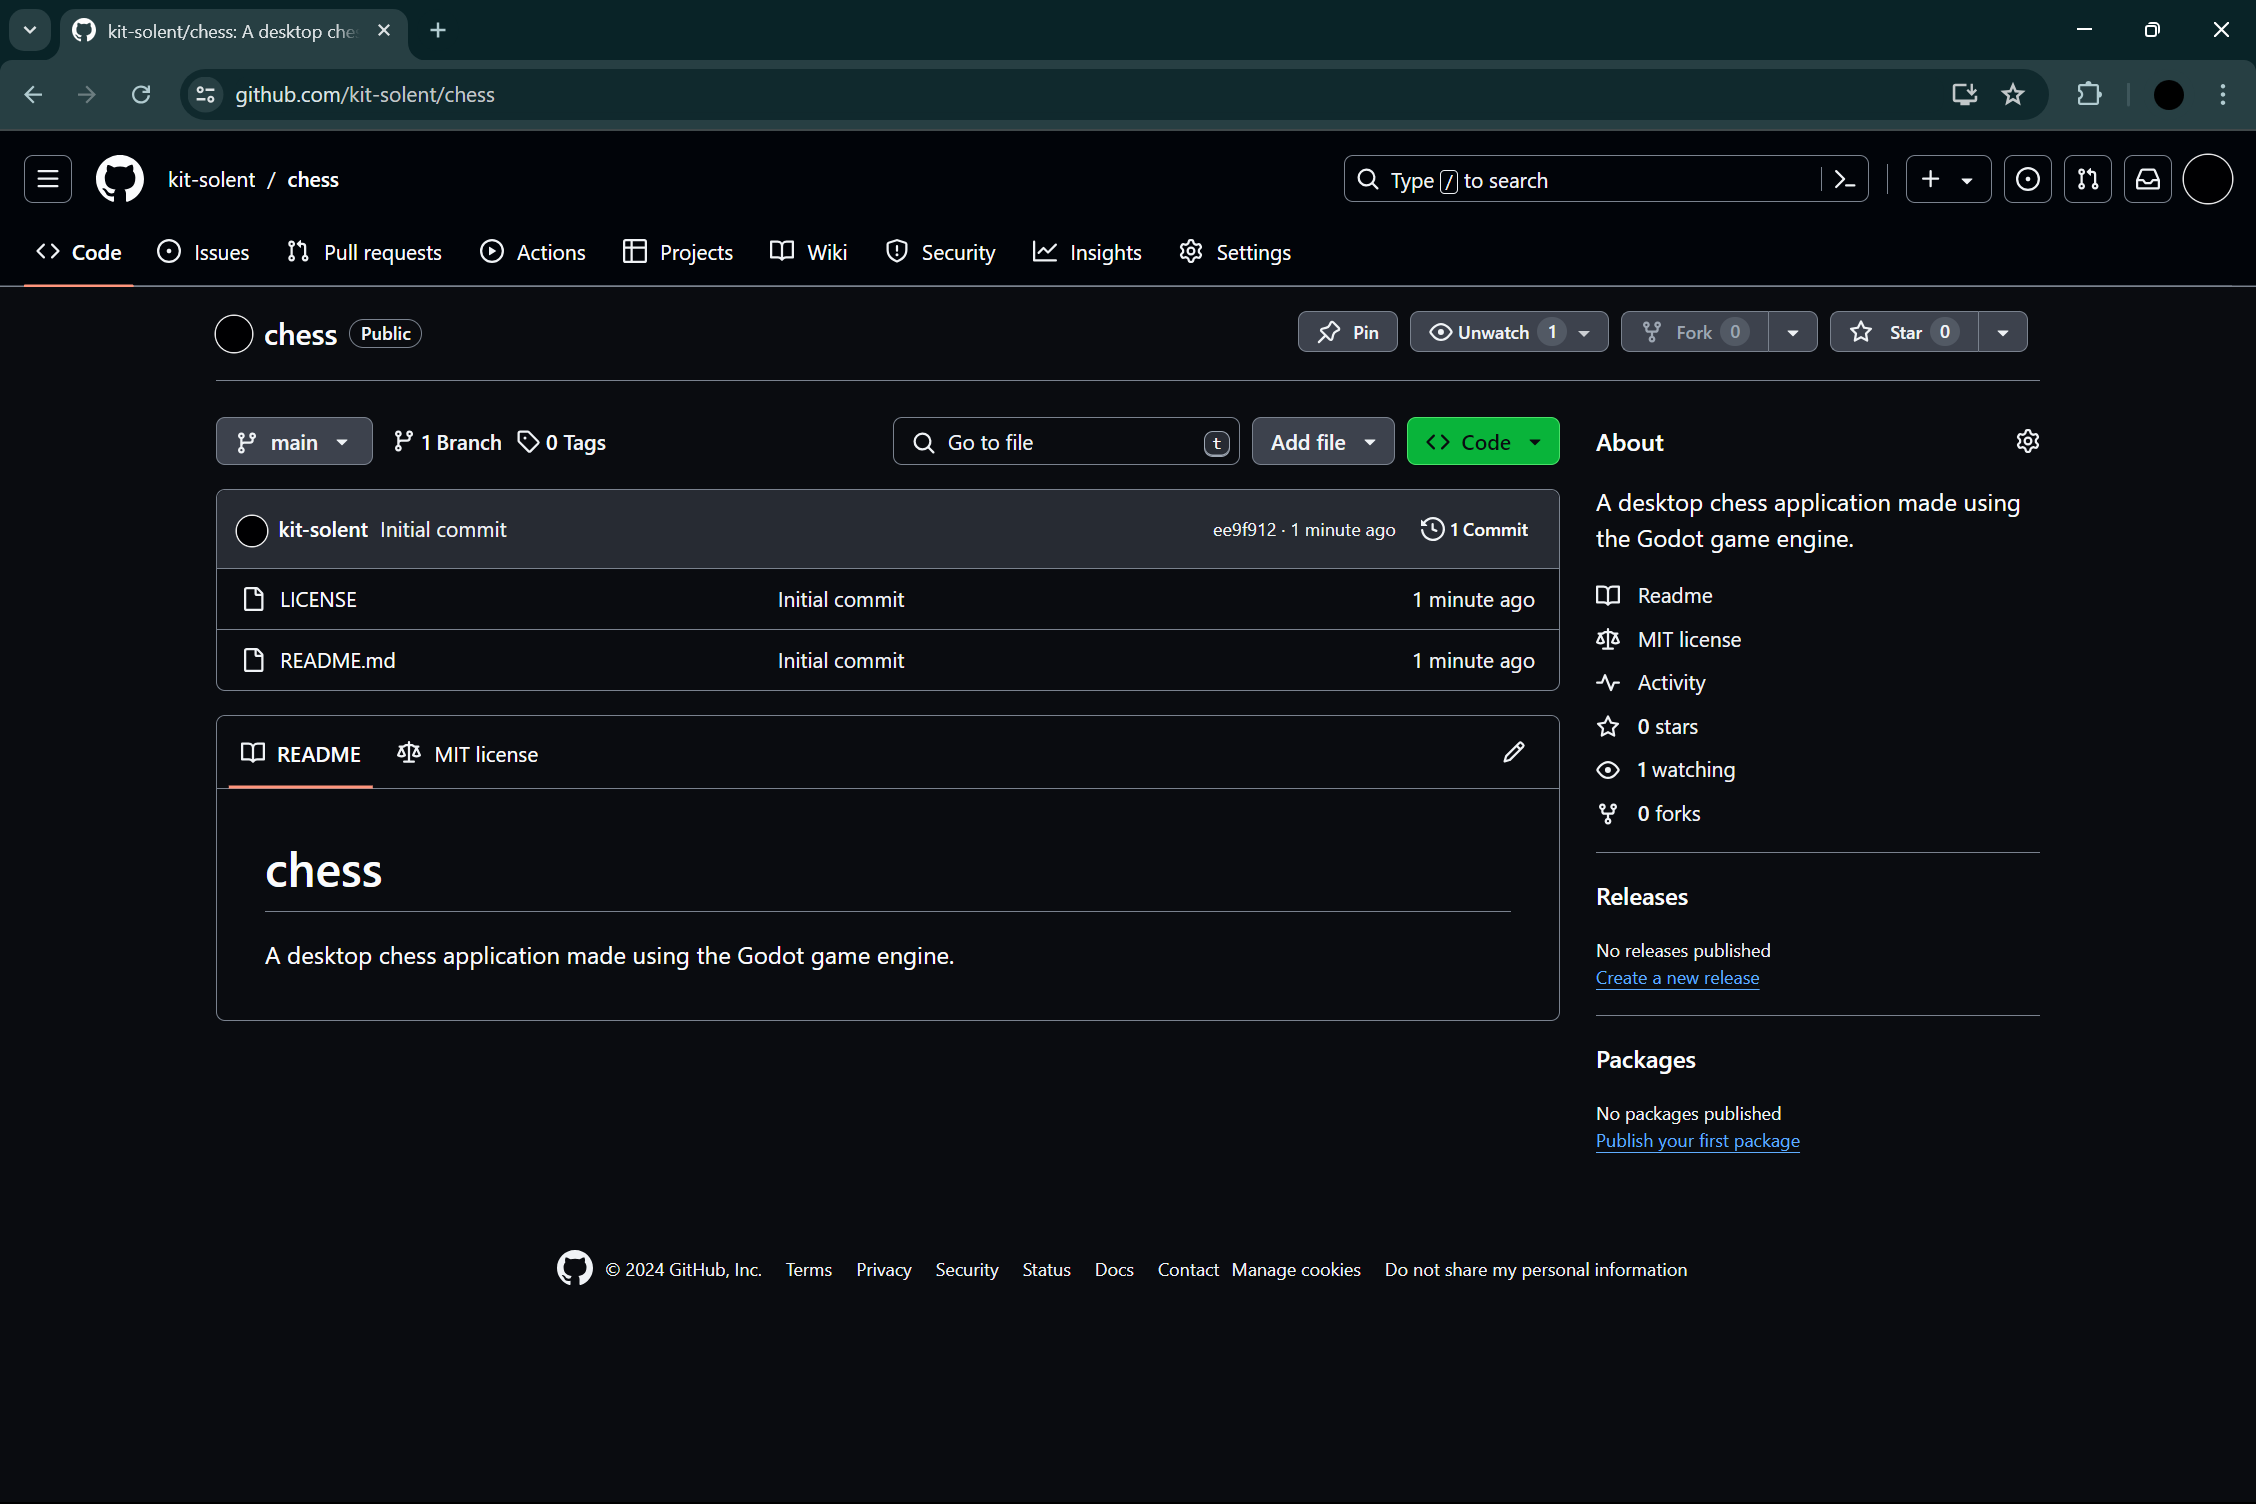 kit-solent/chess: A desktop che
github.com/kit-solent/chess
kit-solent / chess
Type / to search
Code Issues Pull requests Actions Projects Wiki Security Insights Settings
chess Public
Pin Unwatch 1 Fork 0 Star 0
main 1 Branch 0 Tags Go to file t Add file Code
kit-solent Initial commit ee9f912 · 1 minute ago 1 Commit
LICENSE Initial commit 1 minute ago
README.md Initial commit 1 minute ago
README MIT license
chess
A desktop chess application made using the Godot game engine.
About
A desktop chess application made using
the Godot game engine.
Readme
MIT license
Activity
0 stars
1 watching
0 forks
Releases
No releases published
Create a new release
Packages
No packages published
Publish your first package
© 2024 GitHub, Inc. Terms Privacy Security Status Docs Contact Manage cookies Do not share my personal information